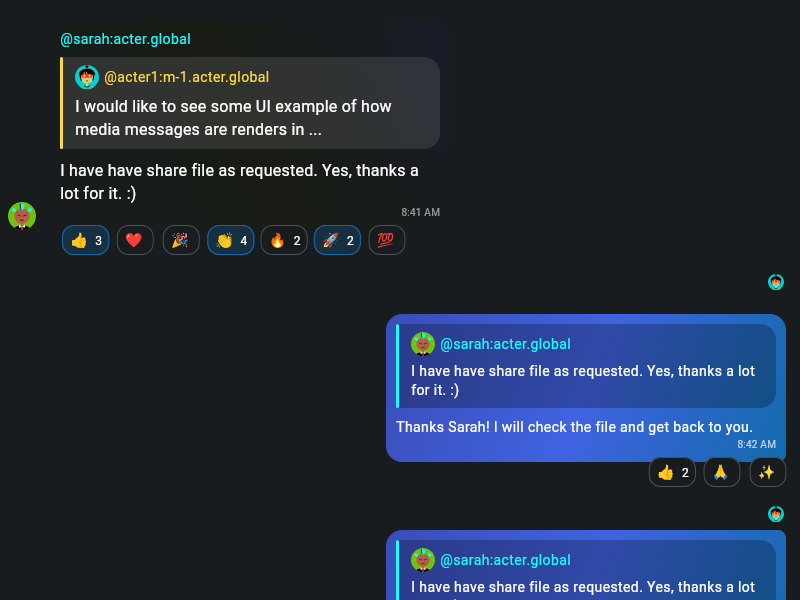 @sarah:acter.global
@acter1:m-1.acter.global
I would like to see some UI example of how
media messages are renders in ...
I have have share file as requested. Yes, thanks a
lot for it. :)
8:41 AM
👍 3 ❤️ 🎉 👏 4 🔥 2 🚀 2 💯
@sarah:acter.global
I have have share file as requested. Yes, thanks a lot
for it. :)
Thanks Sarah! I will check the file and get back to you.
8:42 AM
👍 2 🙏 ✨
@sarah:acter.global
I have have share file as requested. Yes, thanks a lot